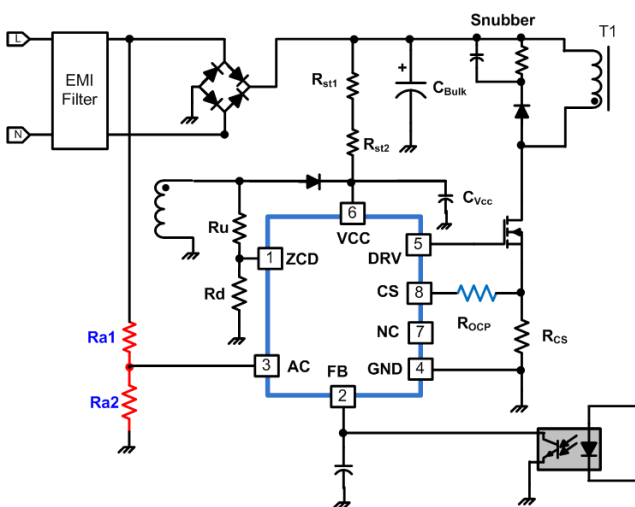 L
N
EMI
Filter
Snubber
T1
Rst1
Rst2
+
CBulk
CVcc
Ru
Rd
6
VCC
1
ZCD
5
DRV
CS
8
ROCP
RCS
NC
7
3
AC
GND
4
FB
2
Ra1
Ra2